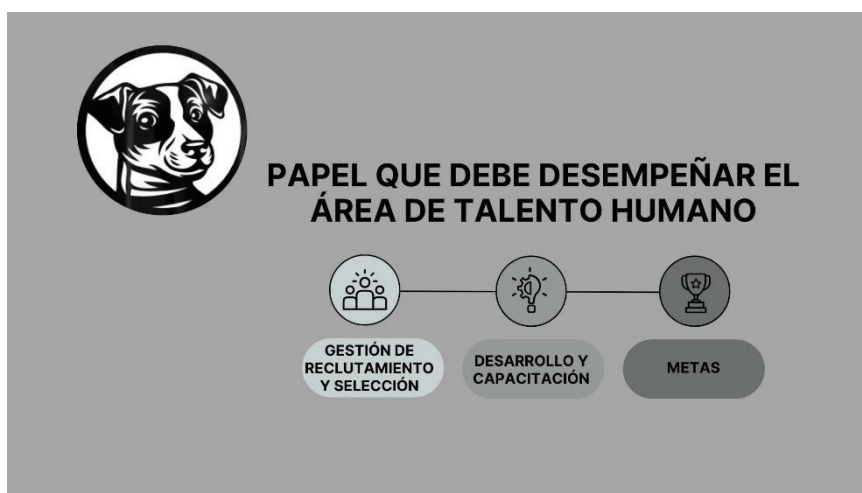 PAPEL QUE DEBE DESEMPEÑAR EL
ÁREA DE TALENTO HUMANO
GESTIÓN DE
RECLUTAMIENTO
Y SELECCIÓN
DESARROLLO Y
CAPACITACIÓN
METAS